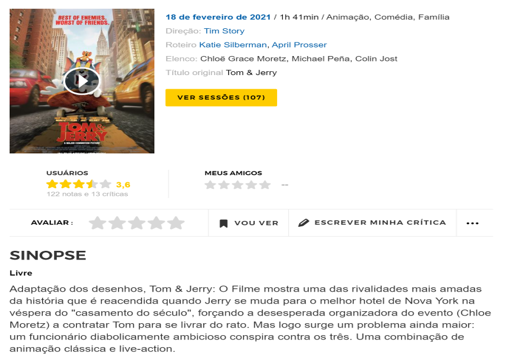 BEST OF ENEMIES.
WORST OF FRIENDS.
TOM & JERRY
18 de fevereiro de 2021 / 1h 41min / Animação, Comédia, Família
Direção: Tim Story
Roteiro Katie Silberman, April Prosser
Elenco: Chloë Grace Moretz, Michael Peña, Colin Jost
Título original Tom & Jerry
VER SESSÕES (107)
USUÁRIOS
3,6
122 notas e 13 críticas
MEUS AMIGOS
--
AVALIAR :
VOU VER
ESCREVER MINHA CRÍTICA
...
SINOPSE
Livre
Adaptação dos desenhos, Tom & Jerry: O Filme mostra uma das rivalidades mais amadas
da história que é reacendida quando Jerry se muda para o melhor hotel de Nova York na
véspera do "casamento do século", forçando a desesperada organizadora do evento (Chloe
Moretz) a contratar Tom para se livrar do rato. Mas logo surge um problema ainda maior:
um funcionário diabolicamente ambicioso conspira contra os três. Uma combinação de
animação clássica e live-action.